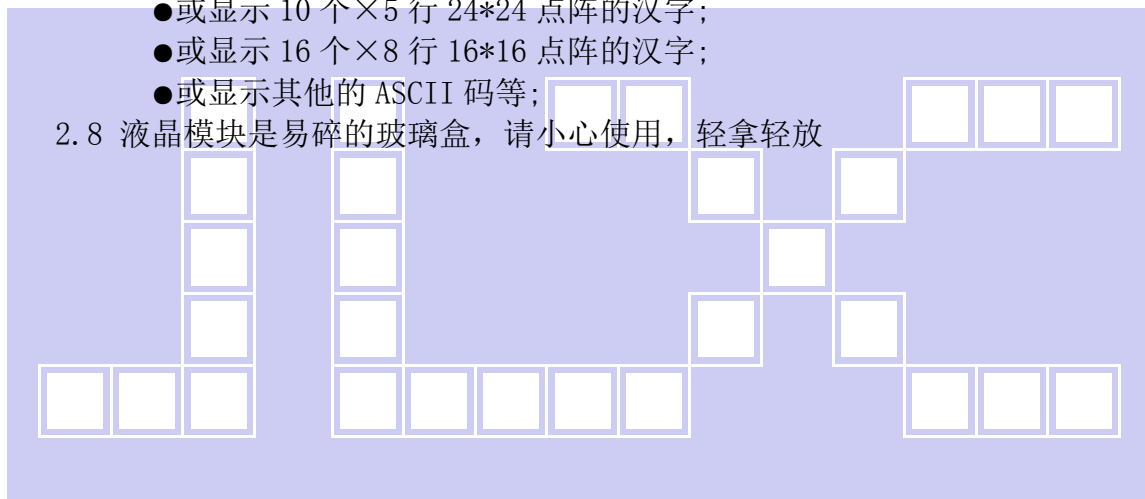 ●或显示 10 个×5 行 24*24 点阵的汉字;
●或显示 16 个×8 行 16*16 点阵的汉字;
●或显示其他的 ASCII 码等;
2.8 液晶模块是易碎的玻璃盒，请小心使用，轻拿轻放